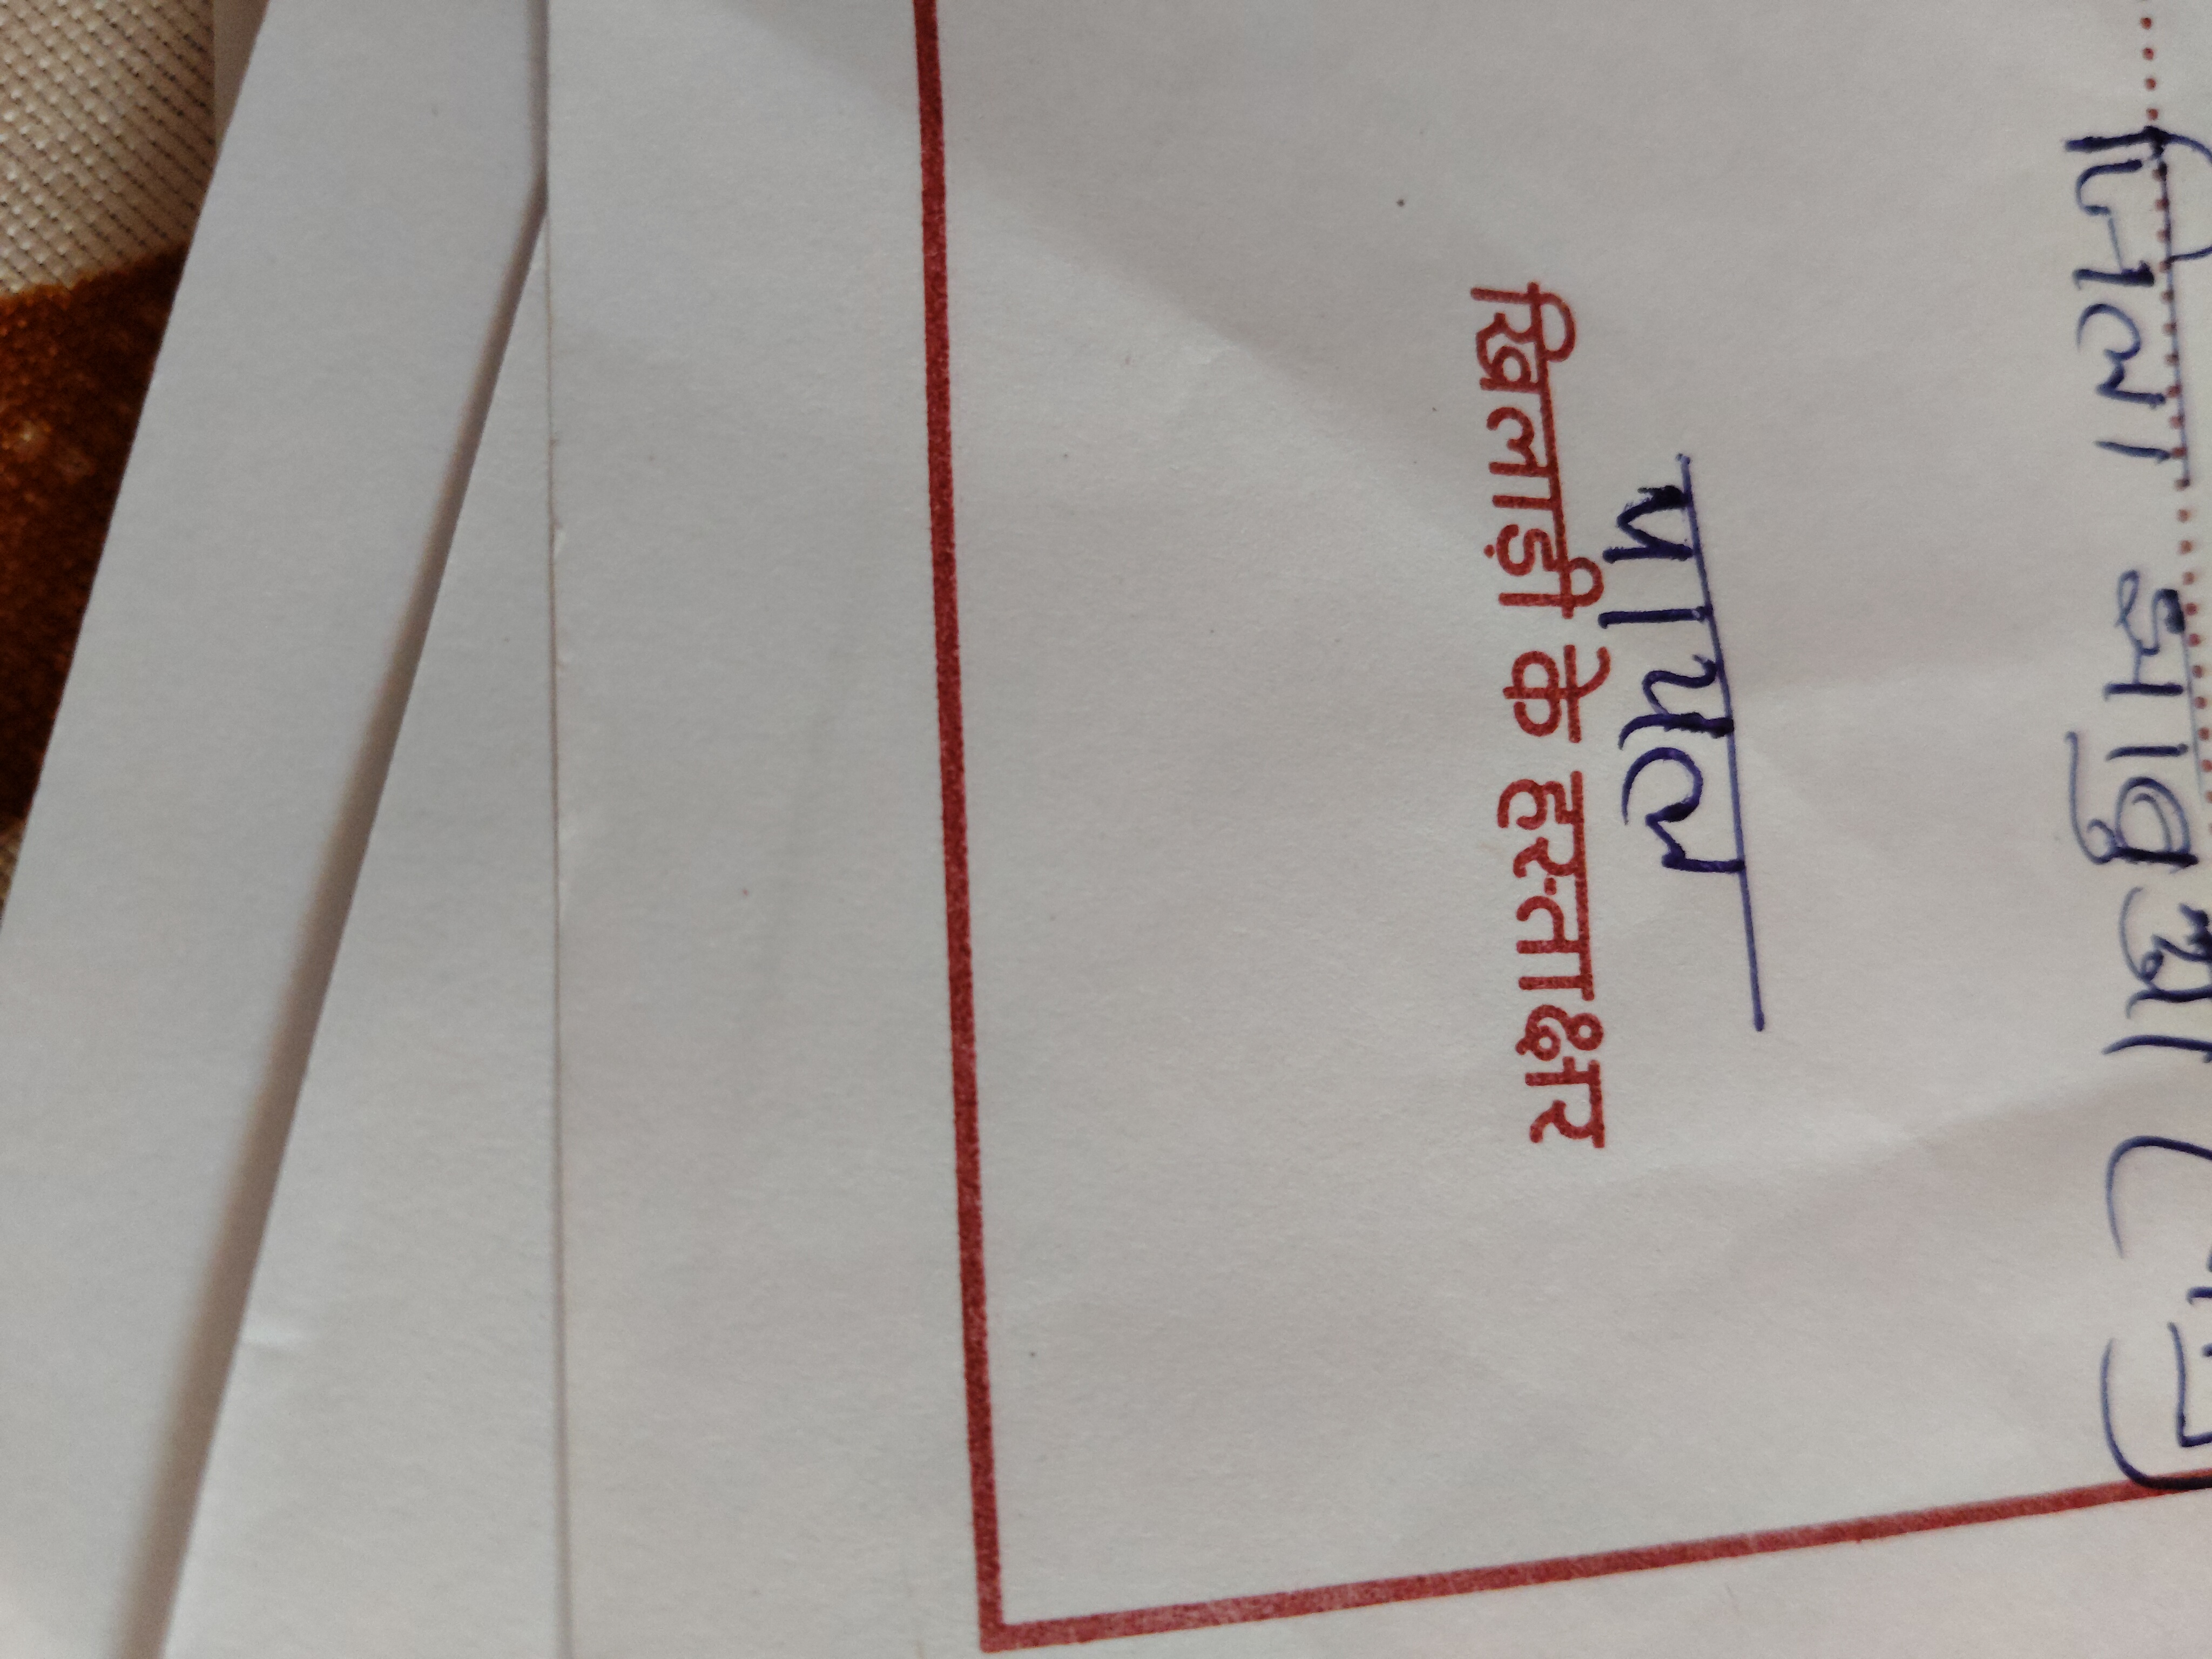 जिला झाबुआ
पायल
खिलाड़ी के हस्ताक्षर